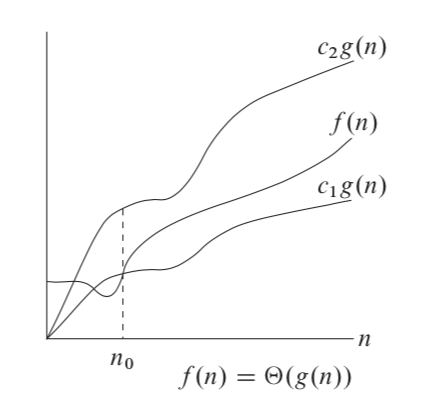 c₂g(n)
f(n)
c₁g(n)
n
n₀
f(n) = Θ(g(n))